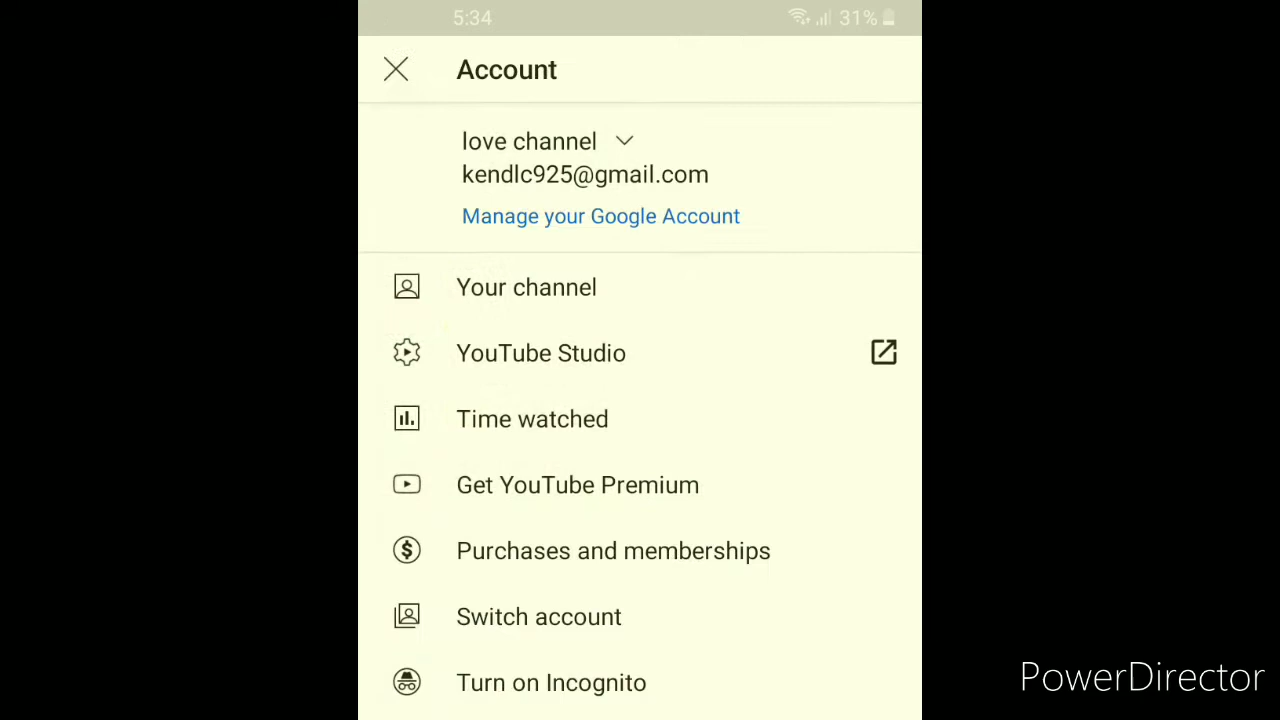 5:34
31%
Account
love channel
kendlc925@gmail.com
Manage your Google Account
Your channel
YouTube Studio
Time watched
Get YouTube Premium
Purchases and memberships
Switch account
Turn on Incognito
PowerDirector